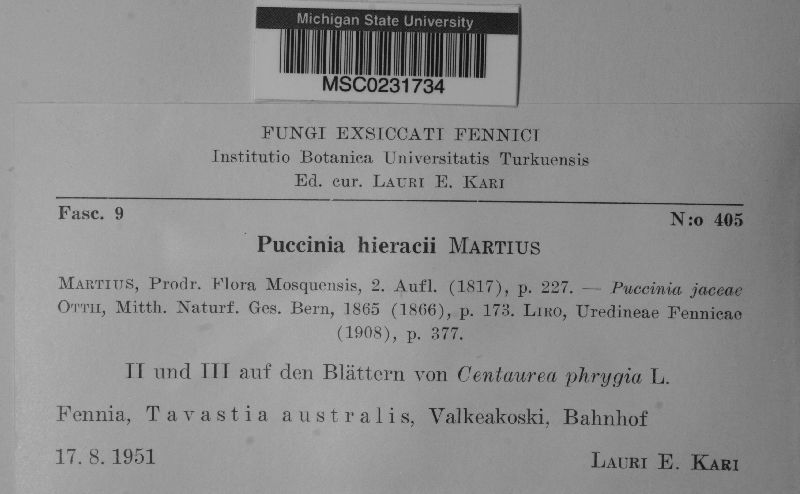 Michigan State University
MSC0231734
FUNGI EXSICCATI FENNICI
Institutio Botanica Universitatis Turkuensis
Ed. cur. LAURI E. KARI
Fasc. 9 N:o 405
Puccinia hieracii MARTIUS
MARTIUS, Prodr. Flora Mosquensis, 2. Aufl. (1817), p. 227. — Puccinia jaceae
OTTH, Mitth. Naturf. Ges. Bern, 1865 (1866), p. 173. LIRO, Uredineae Fennicae
(1908), p. 377.
II und III auf den Blättern von Centaurea phrygia L.
Fennia, Tavastia australis, Valkeakoski, Bahnhof
17. 8. 1951 LAURI E. KARI